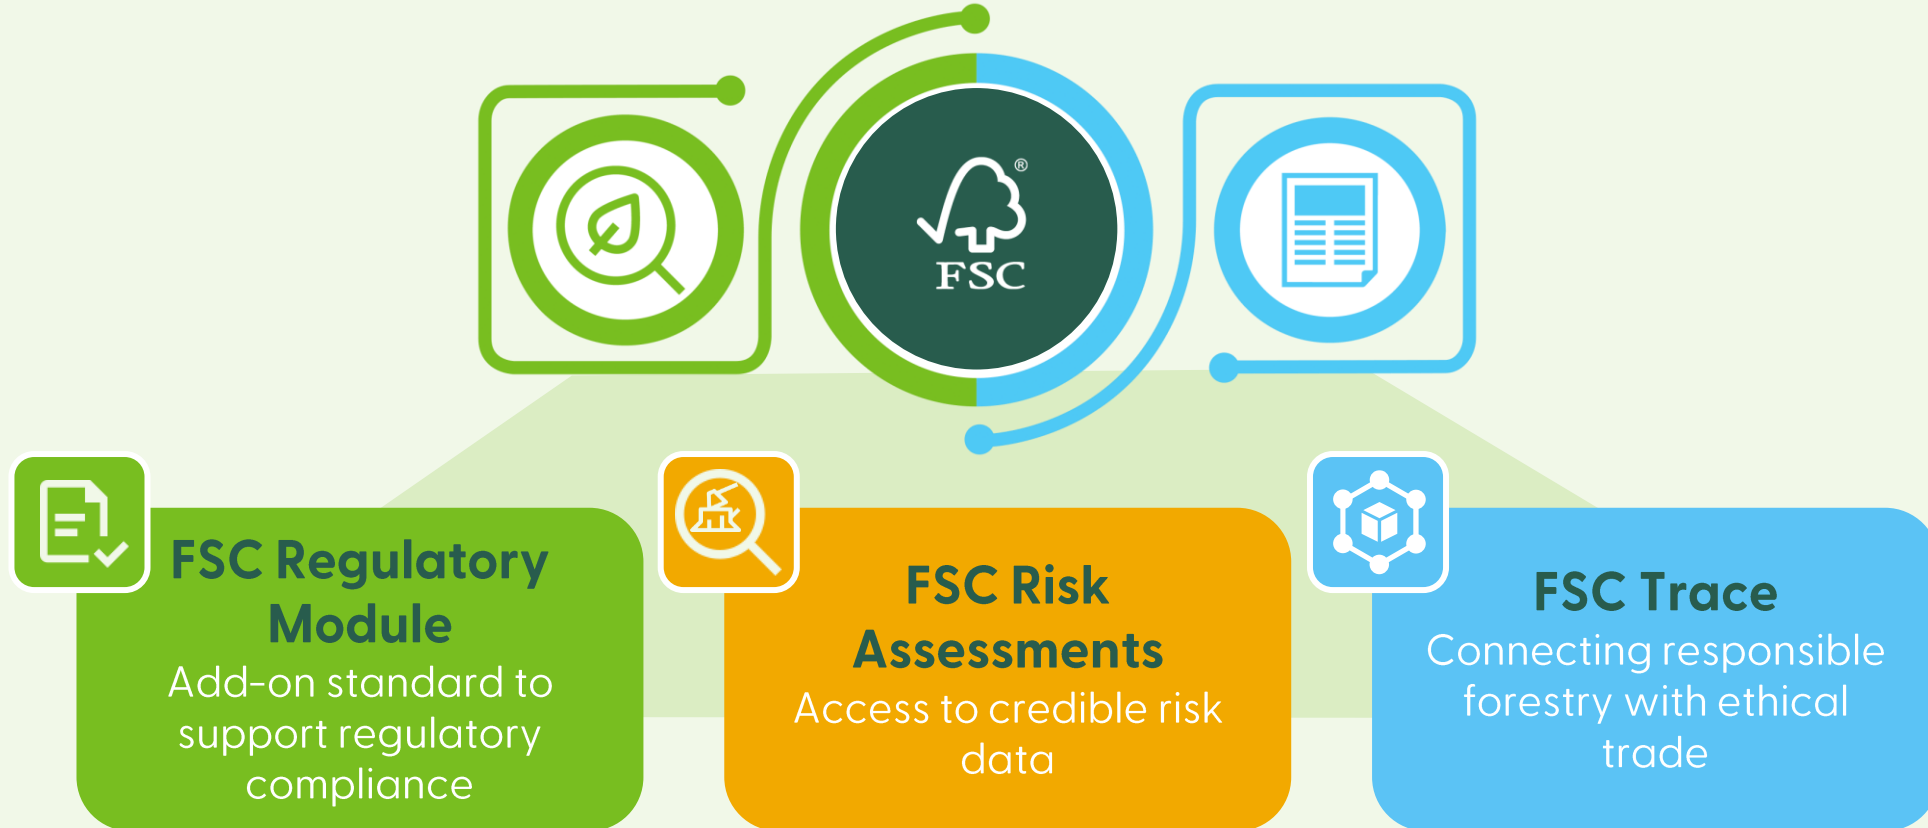 ®
FSC
FSC Regulatory
Module
Add-on standard to
support regulatory
compliance
FSC Risk
Assessments
Access to credible risk
data
FSC Trace
Connecting responsible
forestry with ethical
trade